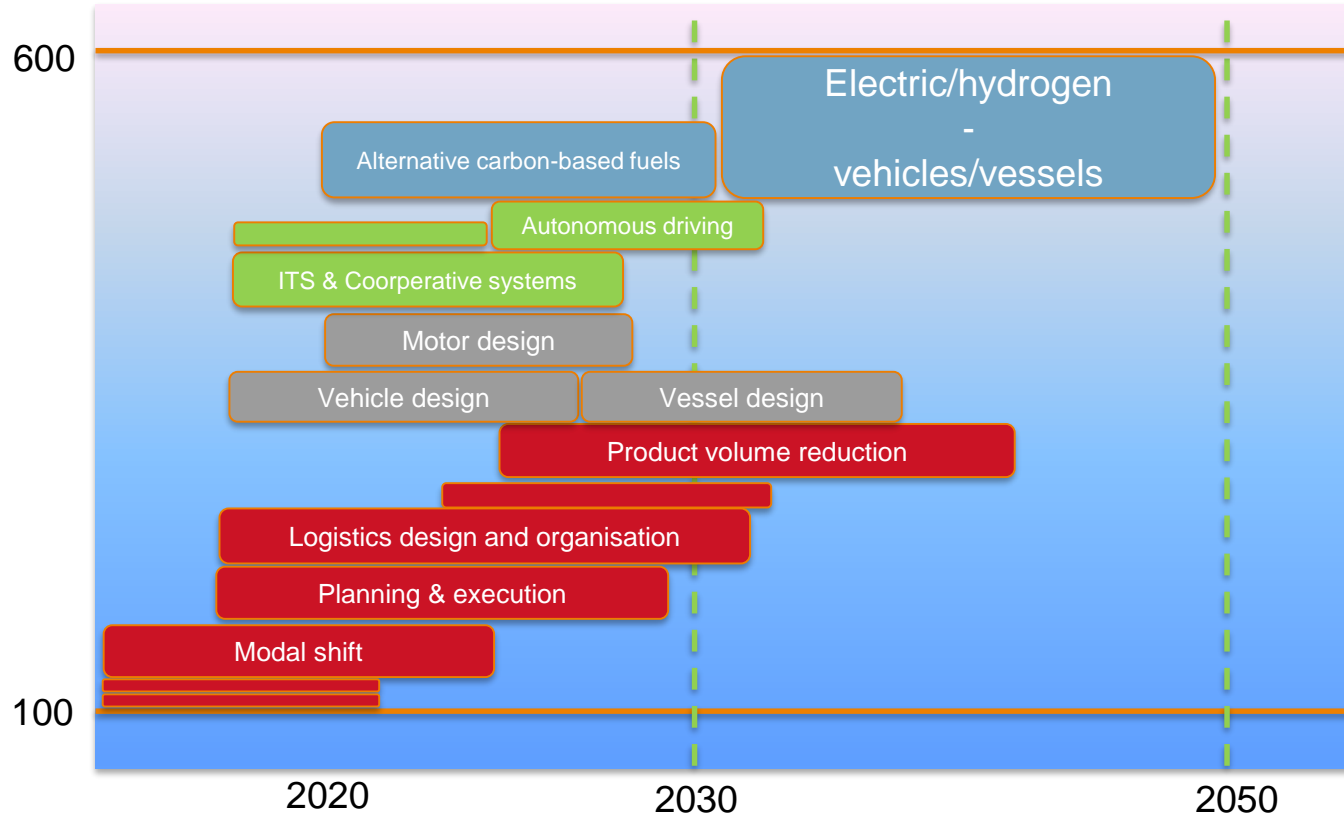 600
Electric/hydrogen
-
vehicles/vessels
Alternative carbon-based fuels
Autonomous driving
ITS & Coorperative systems
Motor design
Vehicle design
Vessel design
Product volume reduction
Logistics design and organisation
Planning & execution
Modal shift
100
2020
2030
2050